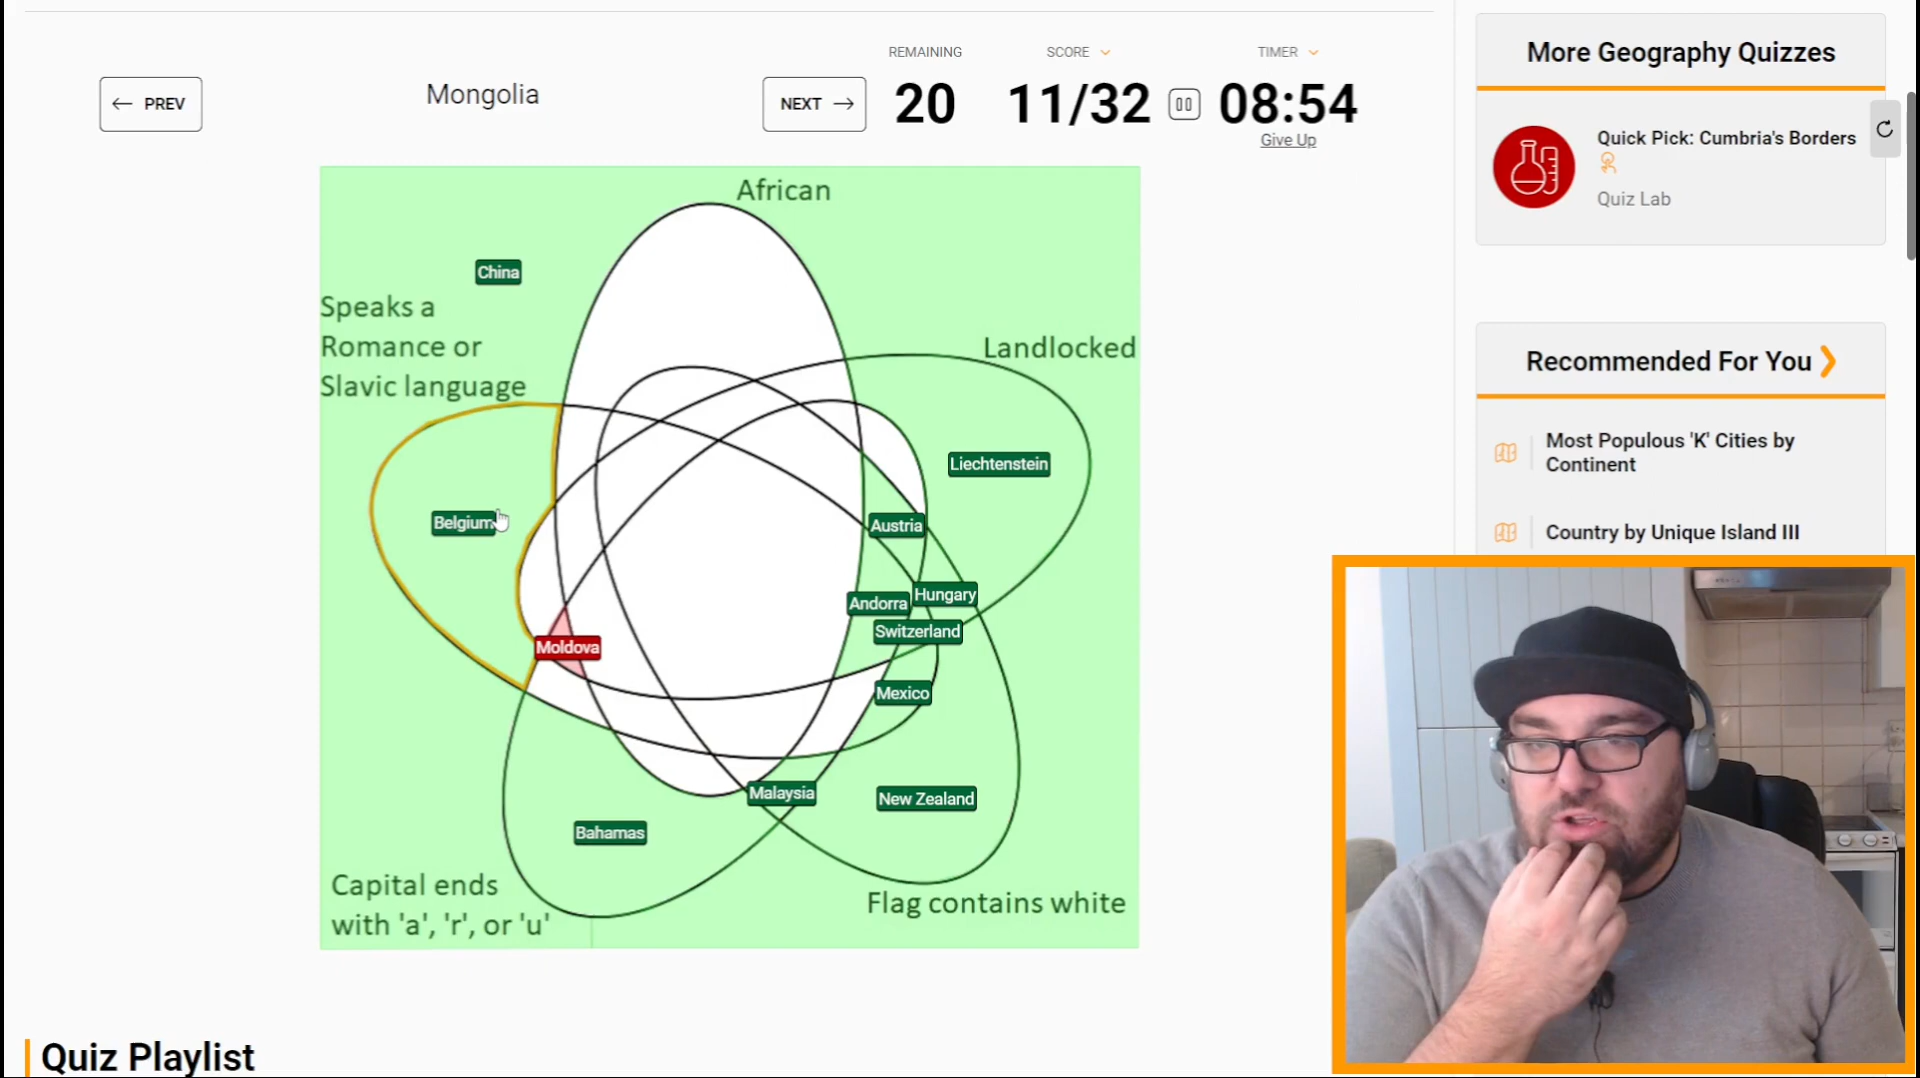 ← PREV
Mongolia
NEXT →
REMAINING
20
SCORE
11/32
TIMER
08:54
Give Up
African
China
Speaks a
Romance or
Slavic language
Landlocked
Liechtenstein
Belgium
Austria
Andorra
Hungary
Switzerland
Moldova
Mexico
Malaysia
New Zealand
Bahamas
Capital ends
with 'a', 'r', or 'u'
Flag contains white
Quiz Playlist
More Geography Quizzes
Quick Pick: Cumbria's Borders
Quiz Lab
Recommended For You
Most Populous 'K' Cities by
Continent
Country by Unique Island III